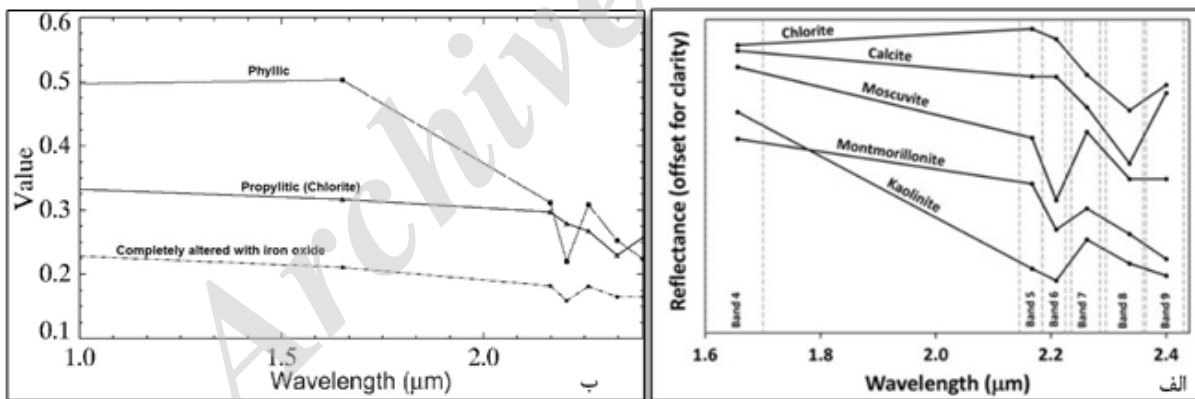 0.6
0.5
0.4
0.3
0.2
0.1
Value
Phyllic
Propylitic (Chlorite)
Completely altered with iron oxide
1.0
1.5
2.0
Wavelength (μm)
ب
Archive
Reflectance (offset for clarity)
Chlorite
Calcite
Moscuvite
Montmorillonite
Kaolinite
Band 4
Band 5
Band 6
Band 7
Band 8
Band 9
1.6
1.8
2.0
2.2
2.4
Wavelength (μm)
الف